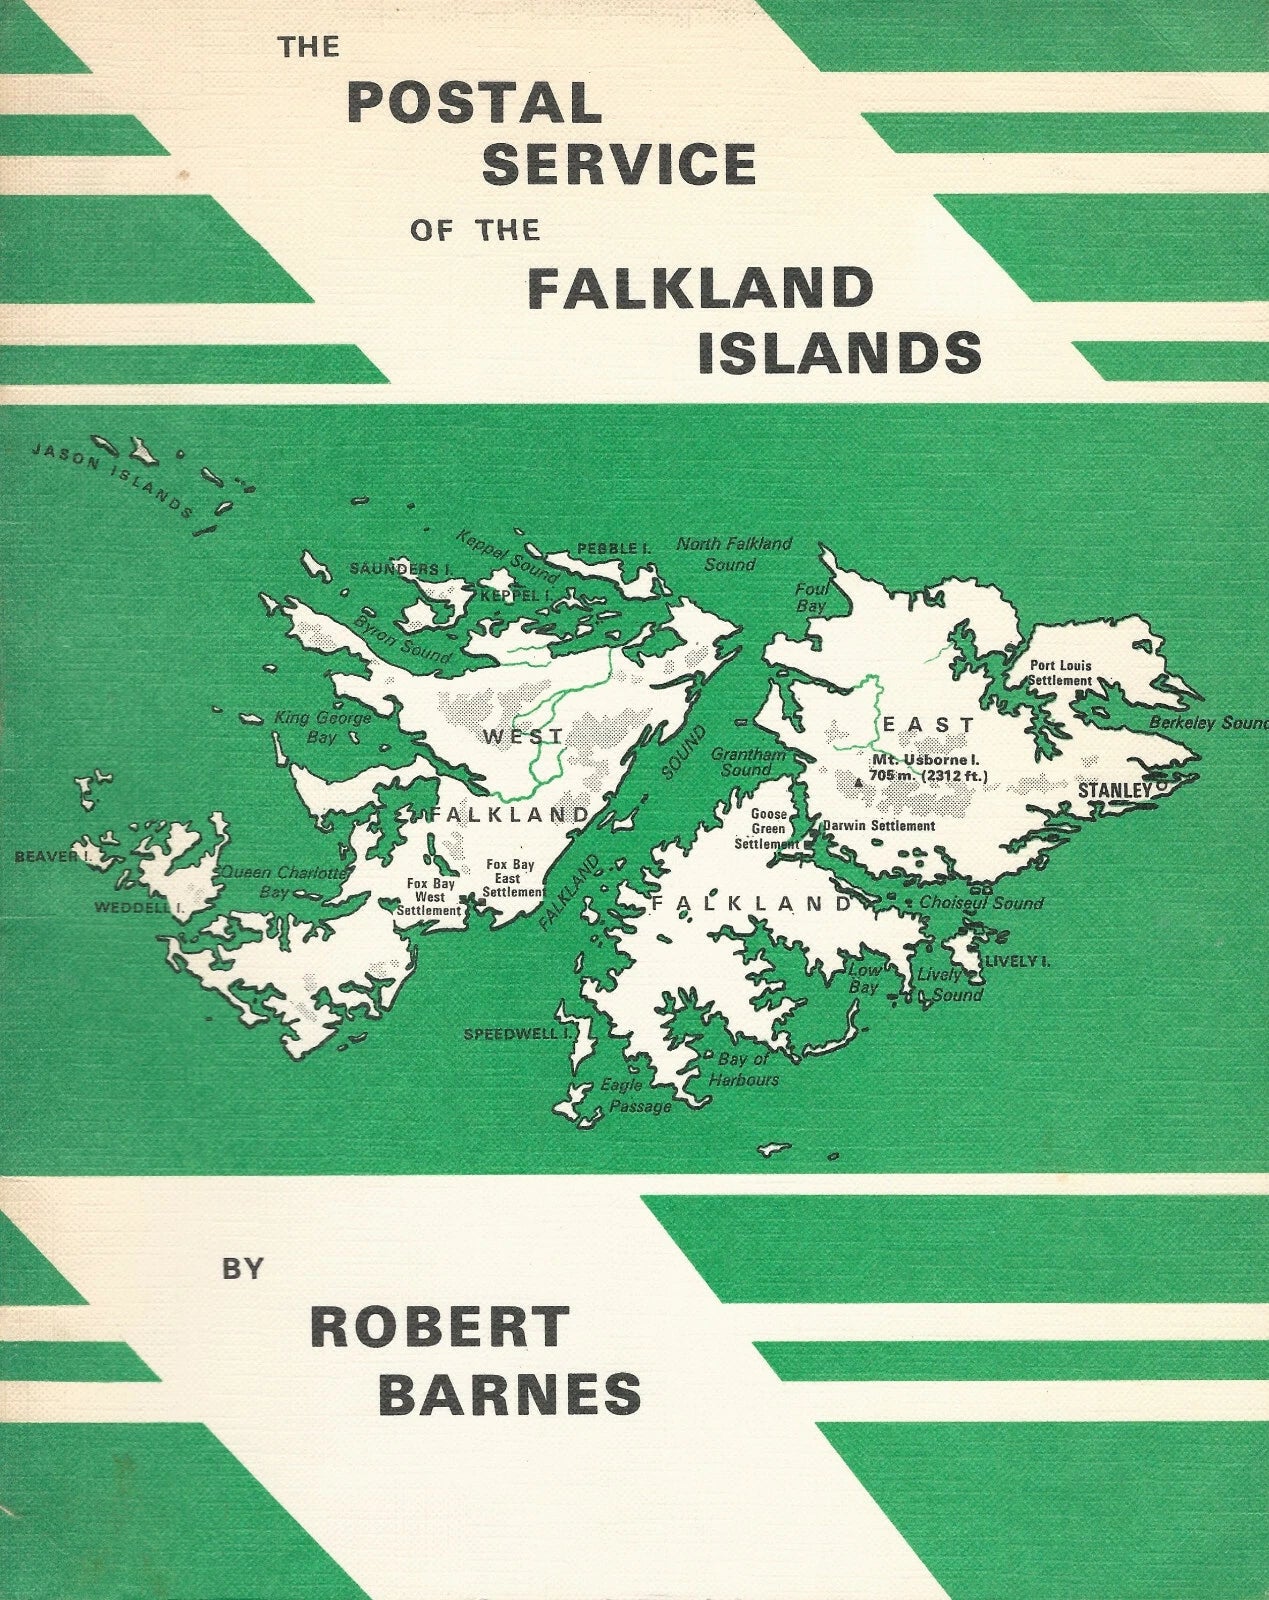 THE
POSTAL
SERVICE
OF THE
FALKLAND
ISLANDS
JASON ISLANDS
Keppel Sound
PEBBLE I.
North Falkland
Sound
SAUNDERS I.
KEPPEL I.
Foul
Bay
Byron Sound
Port Louis
Settlement
King George
Bay
WEST
FALKLAND
EAST
FALKLAND
Berkeley Sound
FALKLAND SOUND
Grantham
Sound
Mt. Usborne I.
705 m. (2312 ft.)
STANLEY
Goose
Green
Settlement
Darwin Settlement
BEAVER I.
Queen Charlotte
Bay
WEDDELL I.
Fox Bay
West
Settlement
Fox Bay
East
Settlement
Choiseul Sound
LIVELY I.
Low
Bay
Lively
Sound
SPEEDWELL I.
Bay of
Harbours
Eagle
Passage
BY
ROBERT
BARNES